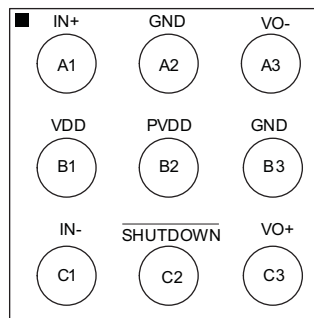 IN+ GND VO-
A1 A2 A3
VDD PVDD GND
B1 B2 B3
IN- SHUTDOWN VO+
C1 C2 C3